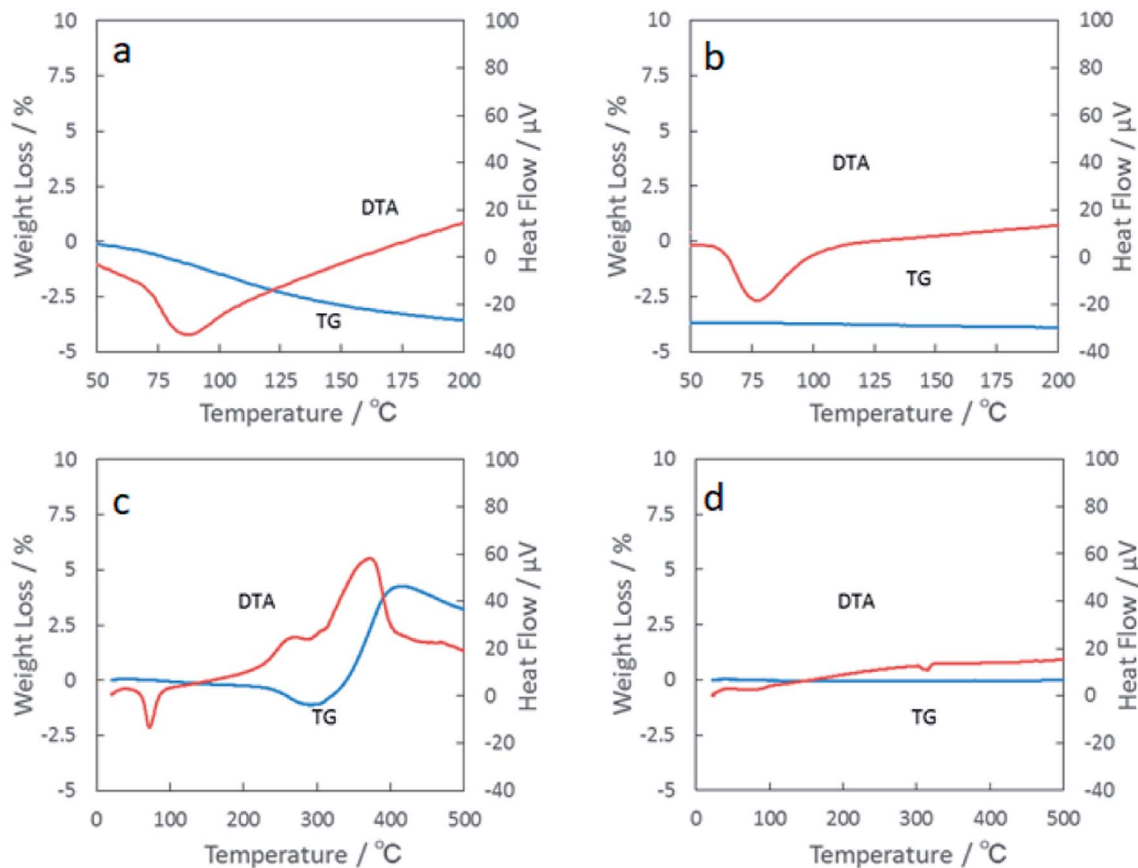 a
10
7.5
5
2.5
0
-2.5
-5
Weight Loss / %
100
80
60
40
20
0
-20
-40
Heat Flow / μV
DTA
TG
50 75 100 125 150 175 200
Temperature / °C
b
10
7.5
5
2.5
0
-2.5
-5
Weight Loss / %
100
80
60
40
20
0
-20
-40
Heat Flow / μV
DTA
TG
50 75 100 125 150 175 200
Temperature / °C
c
10
7.5
5
2.5
0
-2.5
-5
Weight Loss / %
100
80
60
40
20
0
-20
-40
Heat Flow / μV
DTA
TG
0 100 200 300 400 500
Temperature / °C
d
10
7.5
5
2.5
0
-2.5
-5
Weight Loss / %
100
80
60
40
20
0
-20
-40
Heat Flow / μV
DTA
TG
0 100 200 300 400 500
Temperature / °C